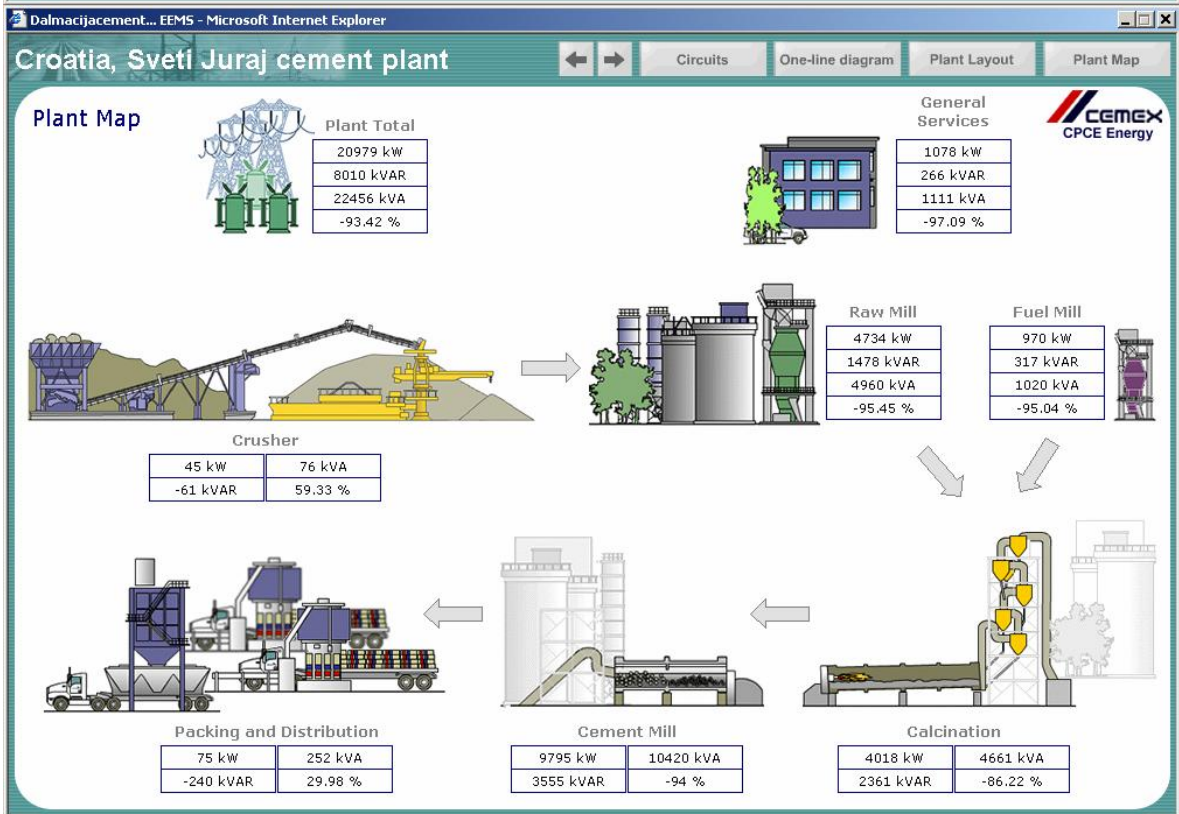 Dalmacijacement... EEMS - Microsoft Internet Explorer
Croatia, Sveti Juraj cement plant
Circuits
One-line diagram
Plant Layout
Plant Map
Plant Map
Plant Total
20979 kW
8010 kVAR
22456 kVA
-93.42 %
General
Services
1078 kW
266 kVAR
1111 kVA
-97.09 %
CEMEX
CPCE Energy
Raw Mill
4734 kW
1478 kVAR
4960 kVA
-95.45 %
Fuel Mill
970 kW
317 kVAR
1020 kVA
-95.04 %
Crusher
45 kW 76 kVA
-61 kVAR 59.33 %
Packing and Distribution
75 kW 252 kVA
-240 kVAR 29.98 %
Cement Mill
9795 kW 10420 kVA
3555 kVAR -94 %
Calcination
4018 kW 4661 kVA
2361 kVAR -86.22 %